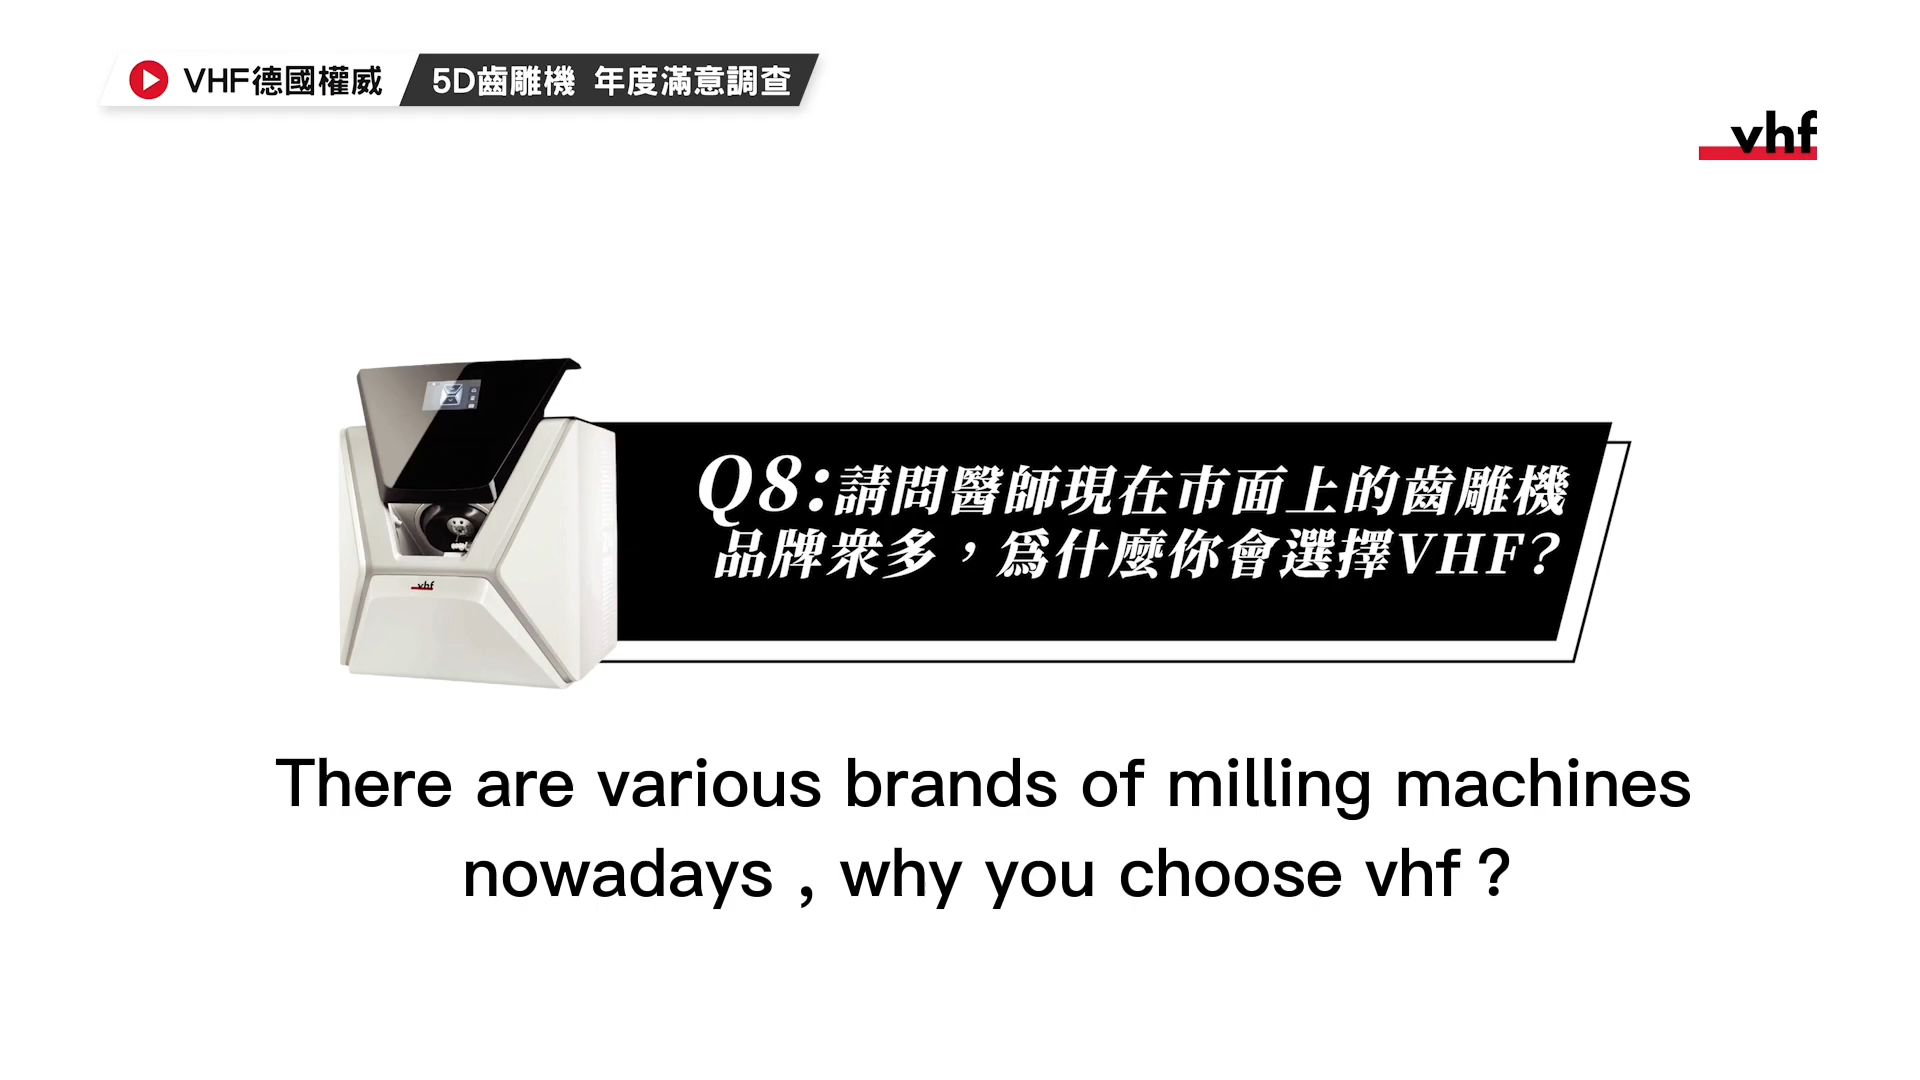 VHF德國權威 5D齒雕機 年度滿意調查
vhf
Q8:請問醫師現在市面上的齒雕機
品牌眾多，為什麼你會選擇VHF?
vhf
There are various brands of milling machines
nowadays , why you choose vhf ?